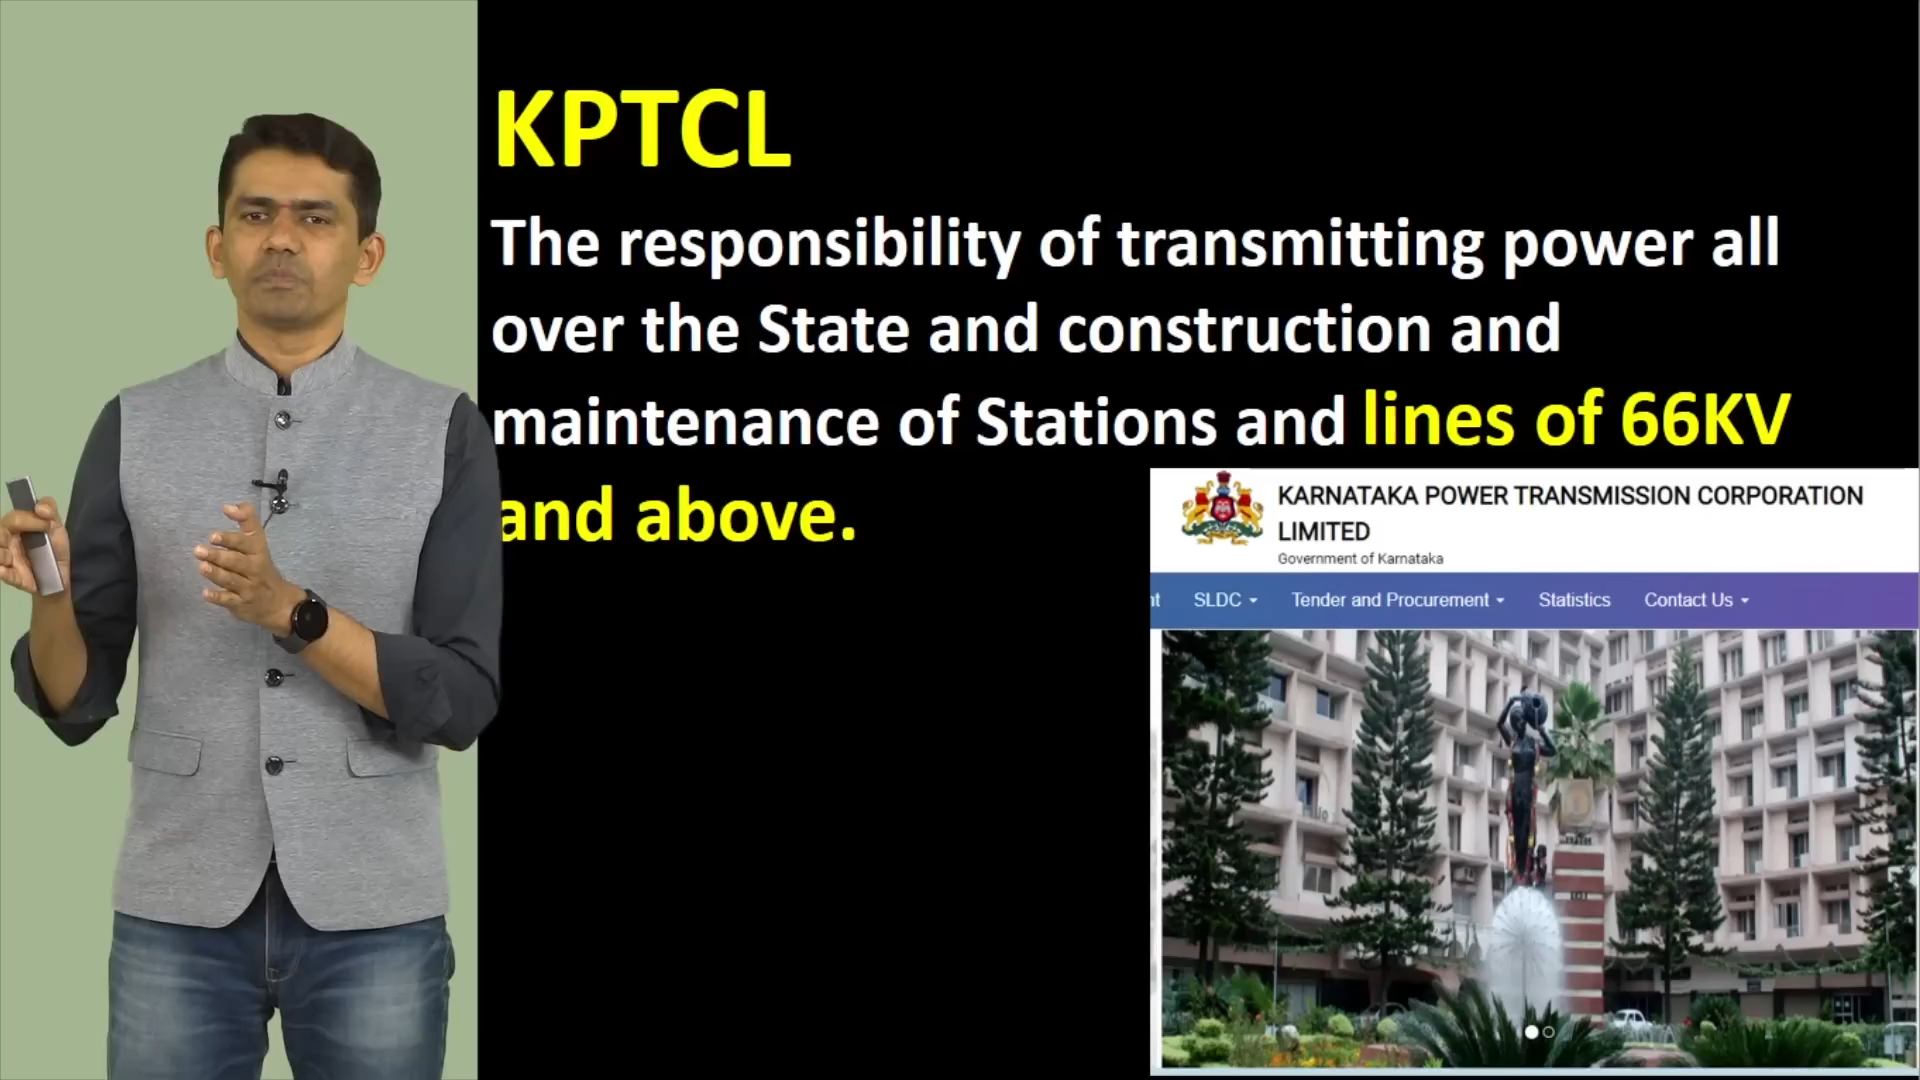 KPTCL
The responsibility of transmitting power all
over the State and construction and
maintenance of Stations and lines of 66KV
and above.
KARNATAKA POWER TRANSMISSION CORPORATION
LIMITED
Government of Karnataka
nt SLDC Tender and Procurement Statistics Contact Us